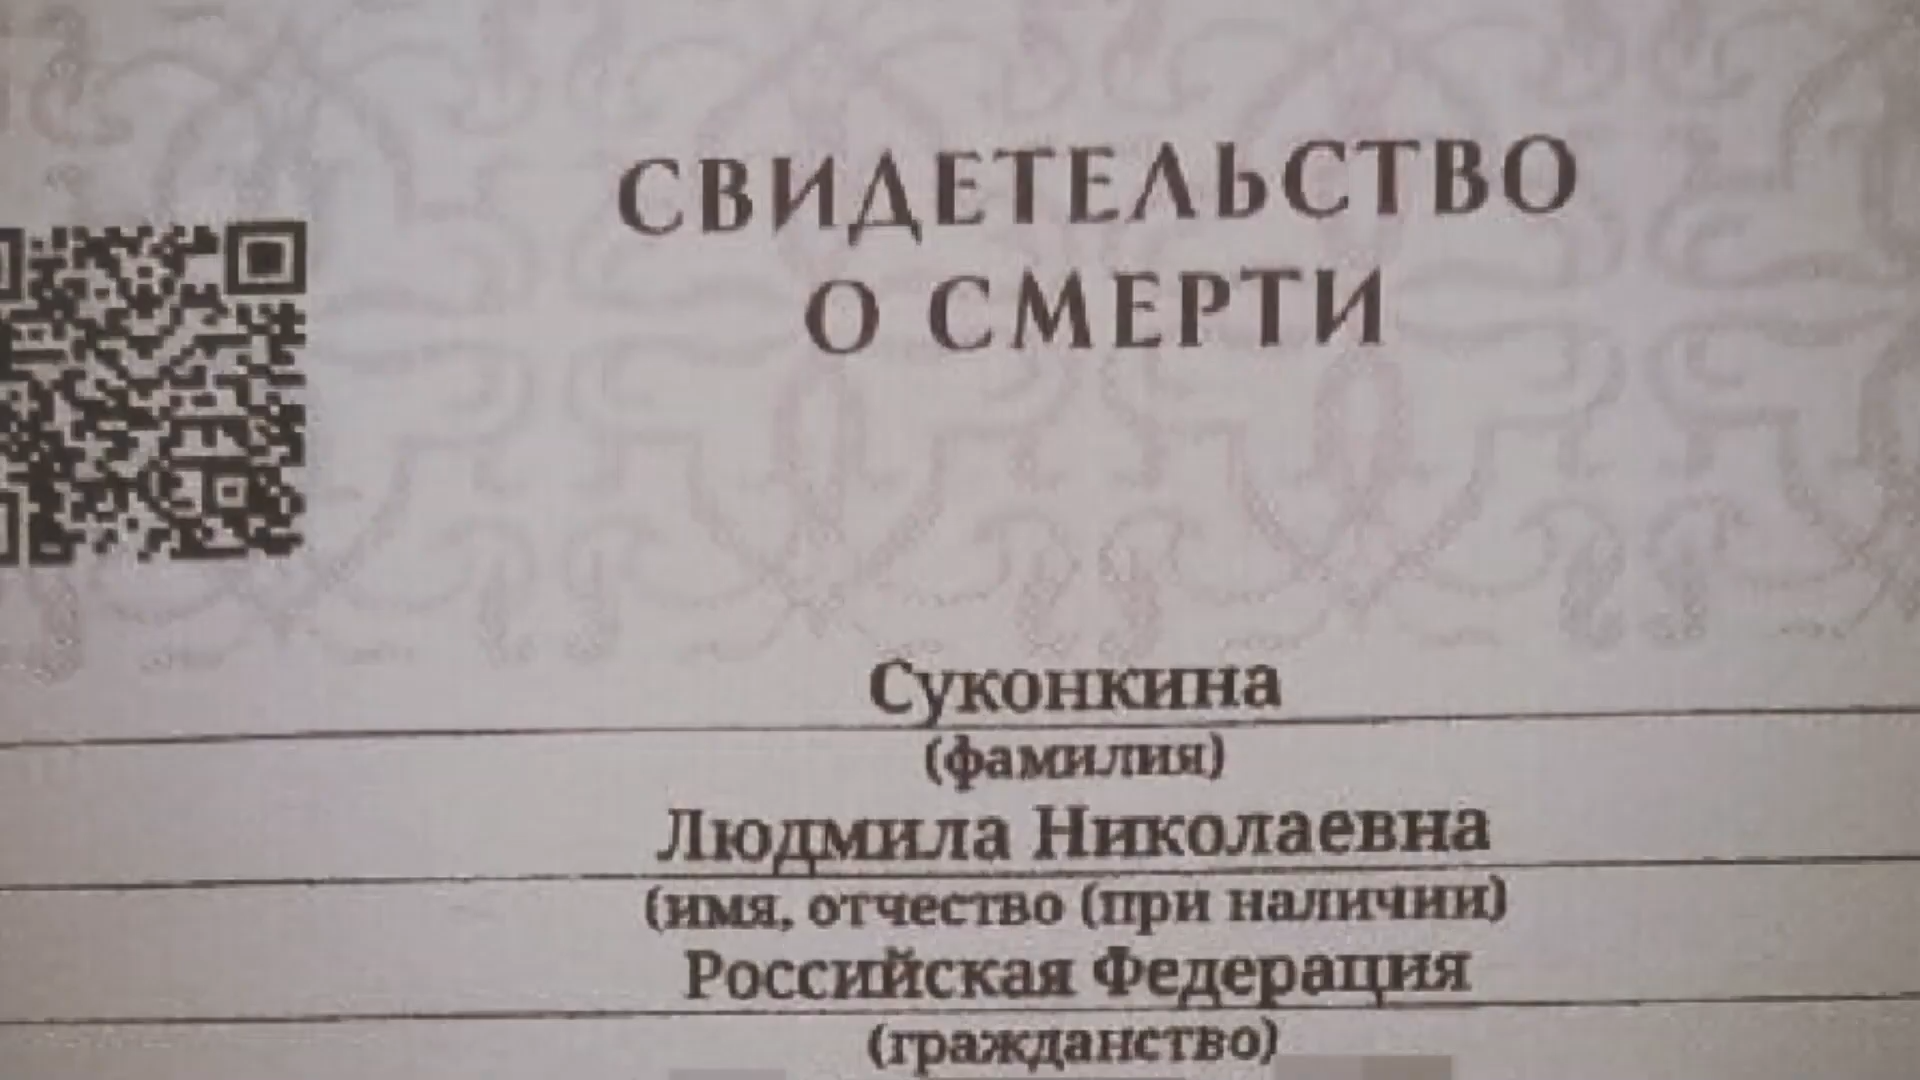 СВИДЕТЕЛЬСТВО
О СМЕРТИ
Суконкина
(фамилия)
Людмила Николаевна
(имя, отчество (при наличии)
Российская Федерация
(гражданство)